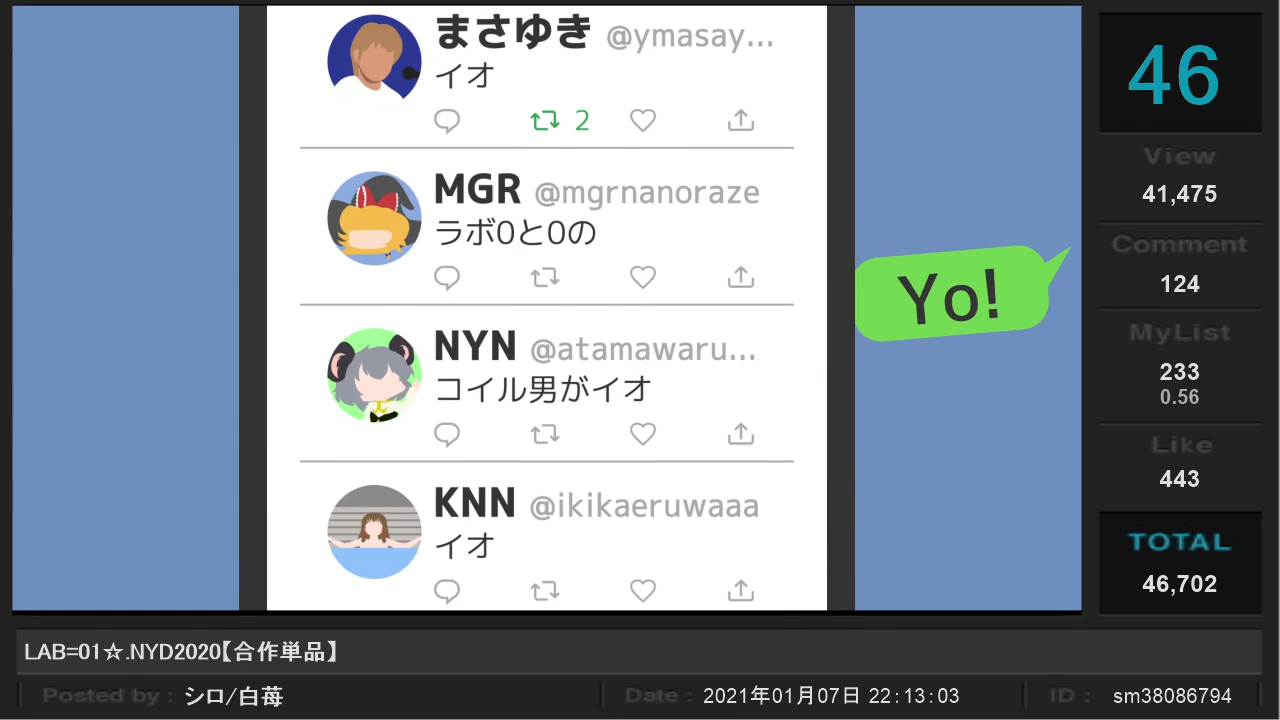 まさゆき @ymasay...
イオ
2
MGR @mgrnanoraze
ラボ0と0の
NYN @atamawaru...
コイル男がイオ
KNN @ikikaeruwaaa
イオ
Yo!
46
View
41,475
Comment
124
MyList
233
0.56
Like
443
TOTAL
46,702
LAB=01☆.NYD2020【合作単品】
Posted by : シロ/白苺
Date : 2021年01月07日 22:13:03
ID : sm38086794